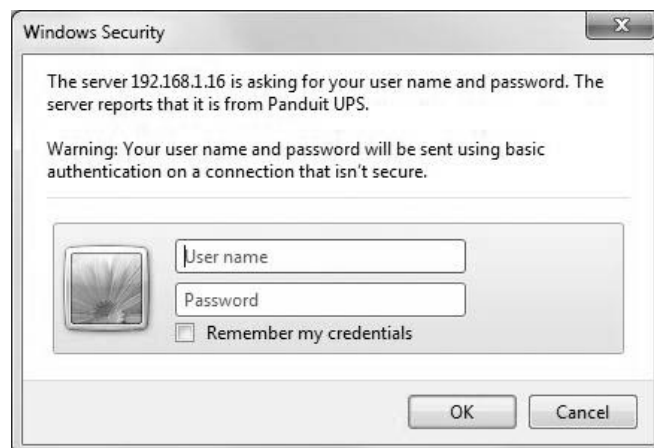 Windows Security
The server 192.168.1.16 is asking for your user name and password. The
server reports that it is from Panduit UPS.
Warning: Your user name and password will be sent using basic
authentication on a connection that isn't secure.
User name
Password
Remember my credentials
OK Cancel